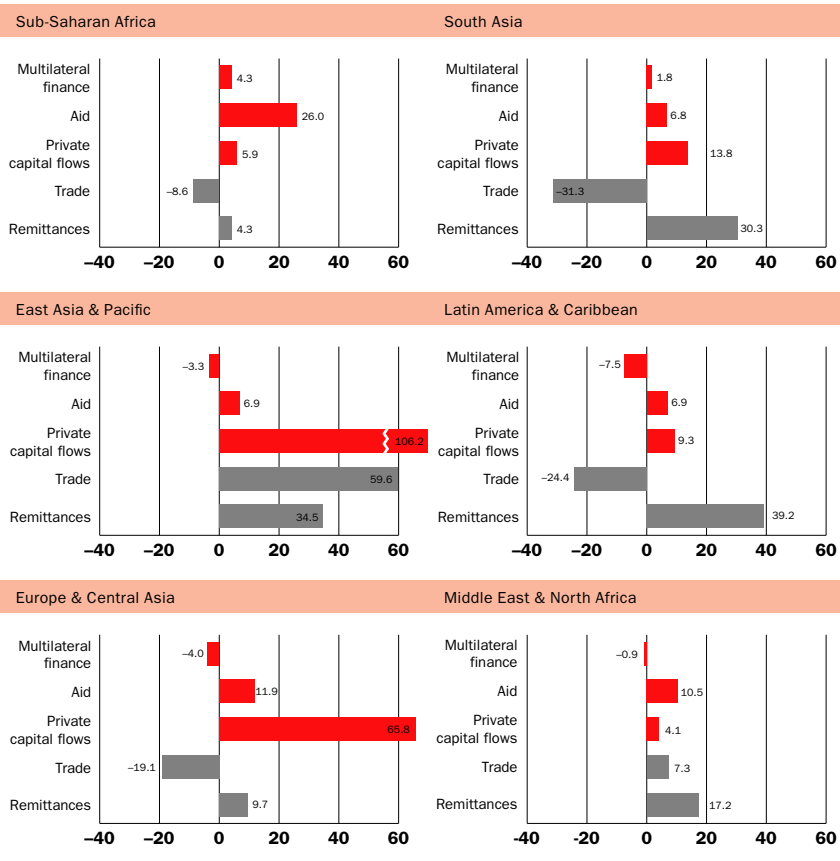 Sub-Saharan Africa
Multilateral
finance
4.3
Aid
26.0
Private
capital flows
5.9
Trade
–8.6
Remittances
4.3
–40 –20 0 20 40 60
South Asia
Multilateral
finance
1.8
Aid
6.8
Private
capital flows
13.8
Trade
–31.3
Remittances
30.3
–40 –20 0 20 40 60
East Asia & Pacific
Multilateral
finance
–3.3
Aid
6.9
Private
capital flows
106.2
Trade
59.6
Remittances
34.5
–40 –20 0 20 40 60
Latin America & Caribbean
Multilateral
finance
–7.5
Aid
6.9
Private
capital flows
9.3
Trade
–24.4
Remittances
39.2
–40 –20 0 20 40 60
Europe & Central Asia
Multilateral
finance
–4.0
Aid
11.9
Private
capital flows
65.8
Trade
–19.1
Remittances
9.7
–40 –20 0 20 40 60
Middle East & North Africa
Multilateral
finance
–0.9
Aid
10.5
Private
capital flows
4.1
Trade
7.3
Remittances
17.2
-40 -20 0 20 40 60